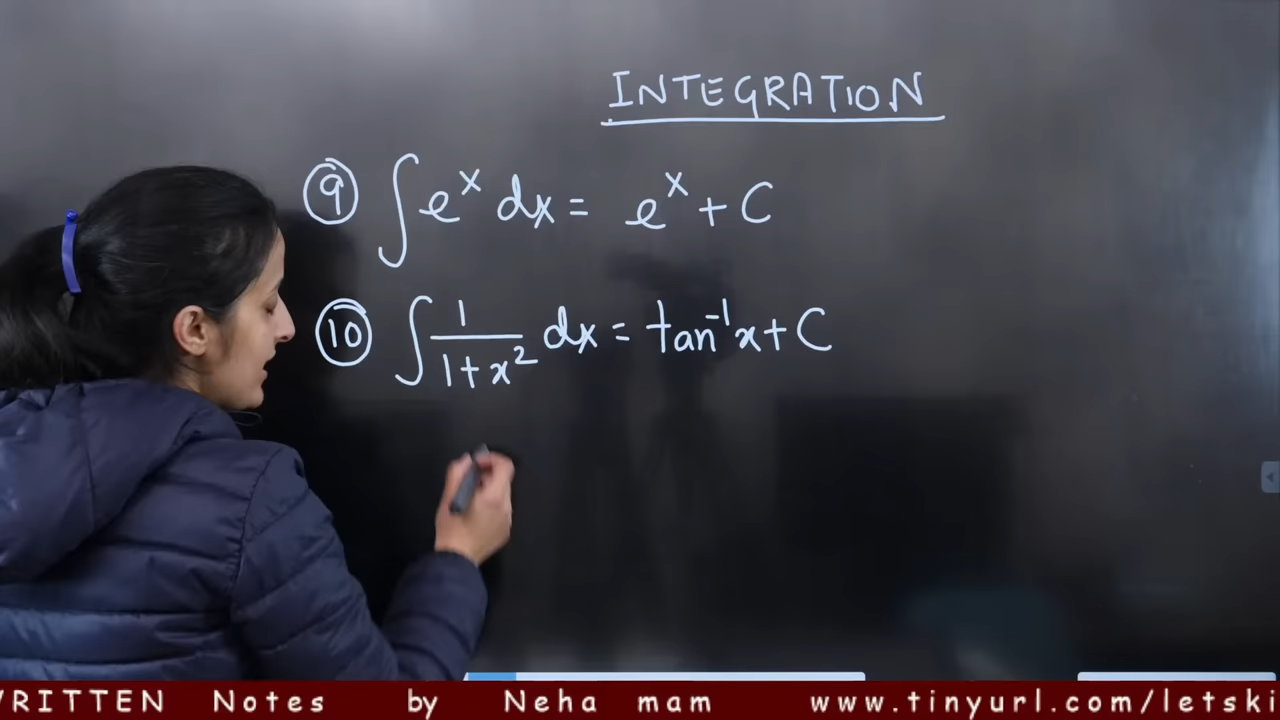 INTEGRATION
⑨ ∫ eˣ dx = eˣ + C
⑩ ∫ 1/(1+x²) dx = tan⁻¹x + C
RITTEN Notes by Neha mam www.tinyurl.com/letski